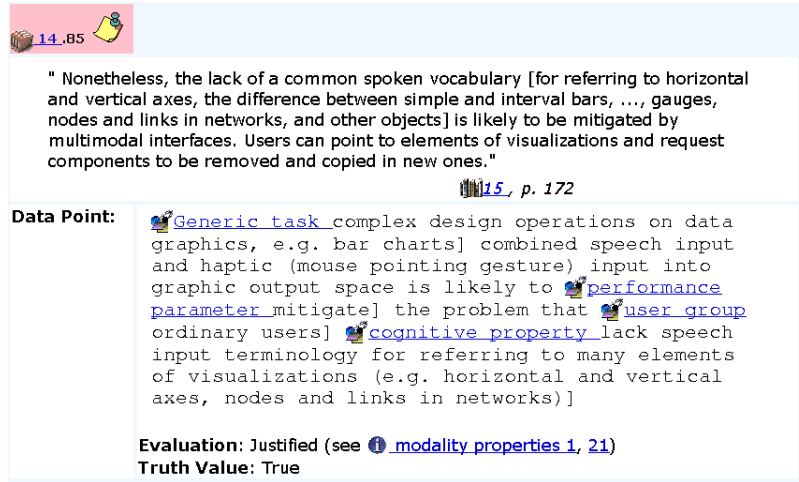 14 .85
" Nonetheless, the lack of a common spoken vocabulary [for referring to horizontal
and vertical axes, the difference between simple and interval bars, ..., gauges,
nodes and links in networks, and other objects] is likely to be mitigated by
multimodal interfaces. Users can point to elements of visualizations and request
components to be removed and copied in new ones."
15 , p. 172
Data Point:
Generic task complex design operations on data
graphics, e.g. bar charts] combined speech input
and haptic (mouse pointing gesture) input into
graphic output space is likely to performance
parameter mitigate] the problem that user group
ordinary users] cognitive property lack speech
input terminology for referring to many elements
of visualizations (e.g. horizontal and vertical
axes, nodes and links in networks)]
Evaluation: Justified (see modality properties 1, 21)
Truth Value: True